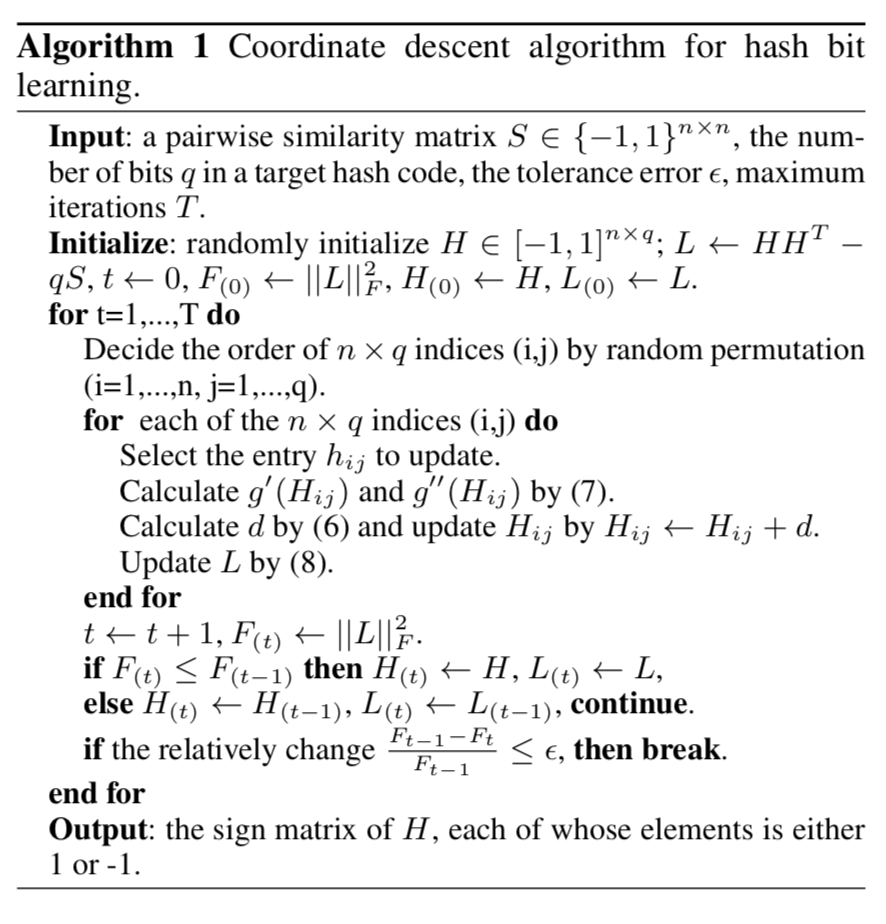 Algorithm 1 Coordinate descent algorithm for hash bit
learning.
Input: a pairwise similarity matrix $S \in \{-1, 1\}^{n \times n}$, the num-
ber of bits $q$ in a target hash code, the tolerance error $\epsilon$, maximum
iterations $T$.
Initialize: randomly initialize $H \in [-1, 1]^{n \times q}$; $L \leftarrow HH^T -$
$qS, t \leftarrow 0, F_{(0)} \leftarrow ||L||_F^2, H_{(0)} \leftarrow H, L_{(0)} \leftarrow L.$
for t=1,...,T do
Decide the order of $n \times q$ indices (i,j) by random permutation
(i=1,...,n, j=1,...,q).
for each of the $n \times q$ indices (i,j) do
Select the entry $h_{ij}$ to update.
Calculate $g'(H_{ij})$ and $g''(H_{ij})$ by (7).
Calculate $d$ by (6) and update $H_{ij}$ by $H_{ij} \leftarrow H_{ij} + d$.
Update $L$ by (8).
end for
$t \leftarrow t + 1, F_{(t)} \leftarrow ||L||_F^2.$
if $F_{(t)} \leq F_{(t-1)}$ then $H_{(t)} \leftarrow H, L_{(t)} \leftarrow L,$
else $H_{(t)} \leftarrow H_{(t-1)}, L_{(t)} \leftarrow L_{(t-1)}$, continue.
if the relatively change $\frac{F_{t-1} - F_t}{F_{t-1}} \leq \epsilon$, then break.
end for
Output: the sign matrix of $H$, each of whose elements is either
1 or -1.